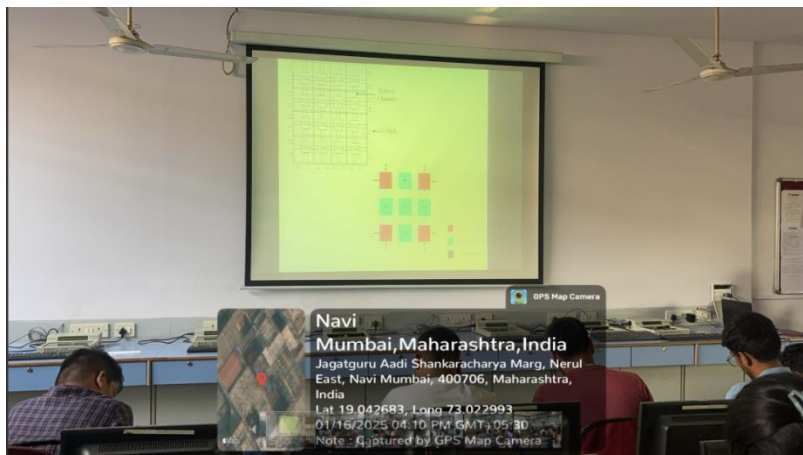 GPS Map Camera
Navi
Mumbai,Maharashtra,India
Jagatguru Aadi Shankaracharya Marg, Nerul
East, Navi Mumbai, 400706, Maharashtra,
India
Lat 19.042683, Long 73.022993
01/16/2025 04:10 PM GMT+05:30
Note : Captured by GPS Map Camera